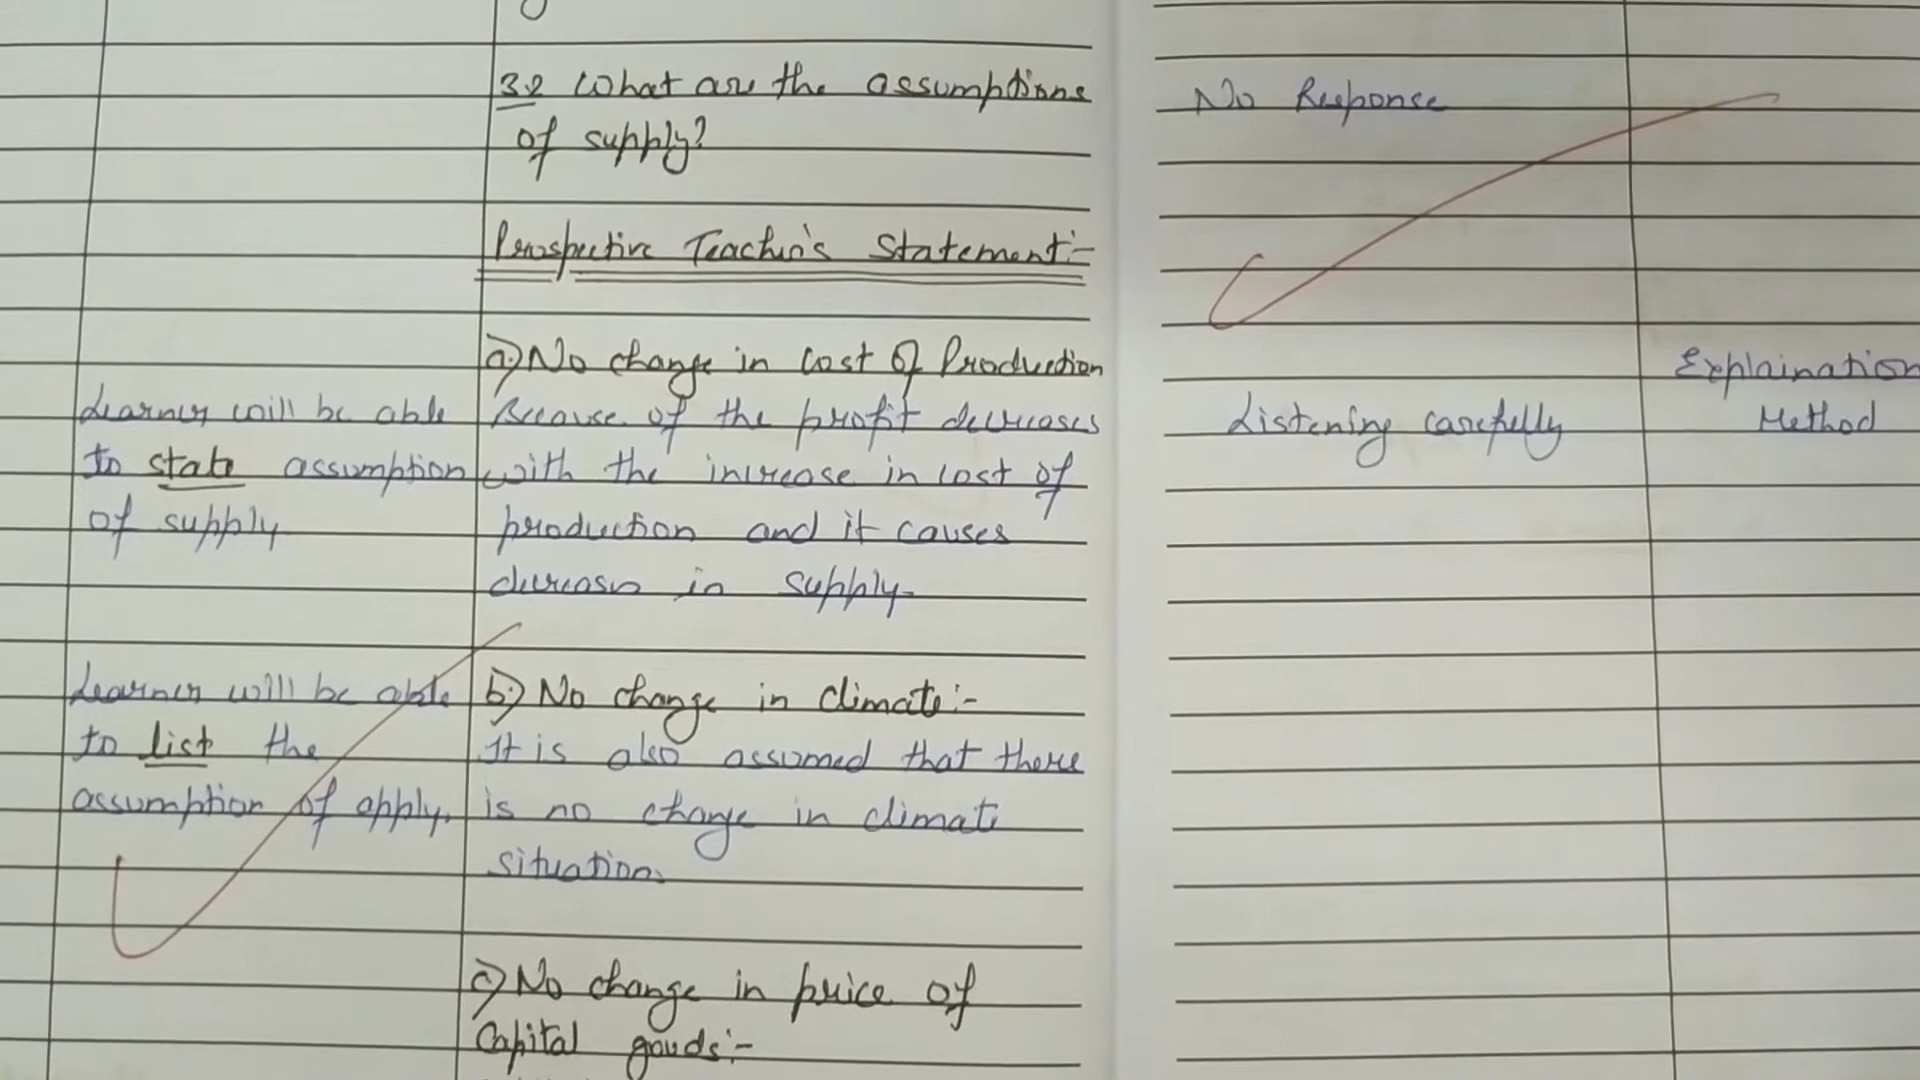 3.2 What are the assumptions
of supply?
No Response
Prospective Teacher's Statement:-
a) No change in cost of Production
Explaination
Method
Learners will be able
to state assumption
of supply
Because of the profit decreases
with the increase in cost of
production and it causes
decreases in supply.
Listening carefully
Learners will be able
to list the
assumption of apply.
b) No change in climate:-
It is also assumed that there
is no change in climate
situation.
c) No change in price of
Capital goods:-